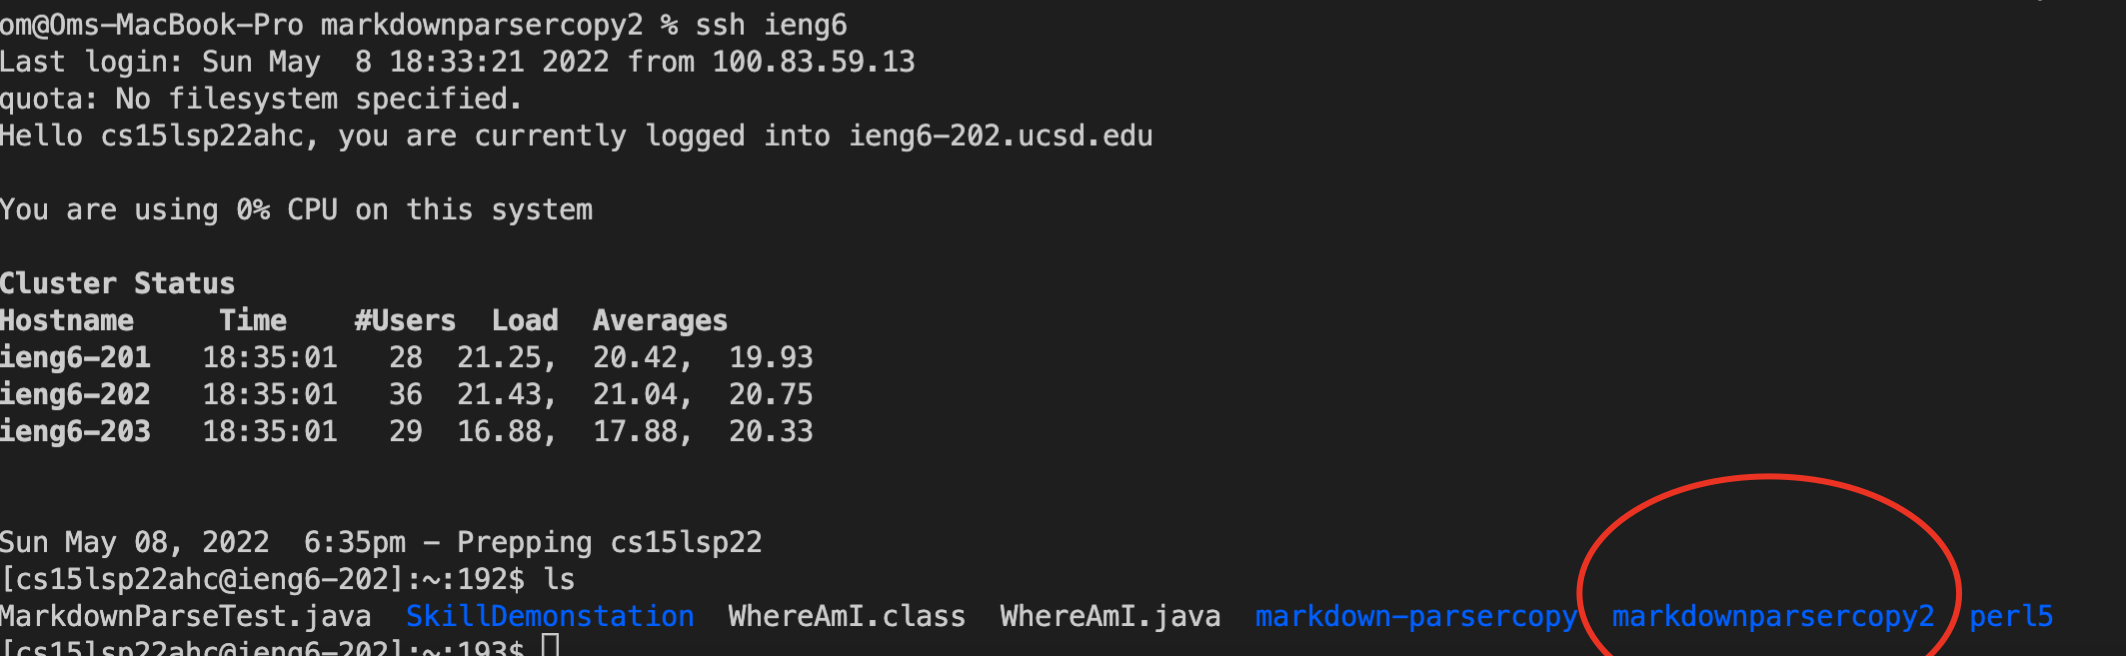 om@Oms-MacBook-Pro markdownparsercopy2 % ssh ieng6
Last login: Sun May  8 18:33:21 2022 from 100.83.59.13
quota: No filesystem specified.
Hello cs15lsp22ahc, you are currently logged into ieng6-202.ucsd.edu
You are using 0% CPU on this system
Cluster Status
Hostname     Time    #Users  Load  Averages
ieng6-201   18:35:01   28  21.25,  20.42,  19.93
ieng6-202   18:35:01   36  21.43,  21.04,  20.75
ieng6-203   18:35:01   29  16.88,  17.88,  20.33
Sun May 08, 2022  6:35pm - Prepping cs15lsp22
[cs15lsp22ahc@ieng6-202]:~:192$ ls
MarkdownParseTest.java  SkillDemonstation  WhereAmI.class  WhereAmI.java  markdown-parsercopy  markdownparsercopy2  perl5
[cs15lsp22ahc@ieng6-202]:~:193$